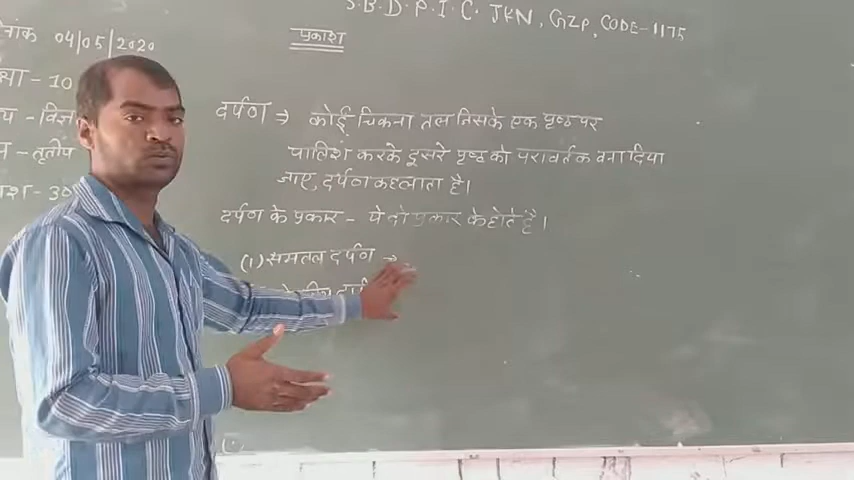 S.B.D.P.I.C. JKN, GZP, CODE-1175
दिनांक 04/05/2020
प्रकाश
कक्षा - 10
विषय - विज्ञान
दर्पण → कोई चिकना तल जिसके एक पृष्ठ पर
पालिश करके दूसरे पृष्ठ को परावर्तक बना दिया
जाए, दर्पण कहलाता है।
तृतीय
दर्पण के प्रकार - ये दो प्रकार के होते हैं।
(1) समतल दर्पण →